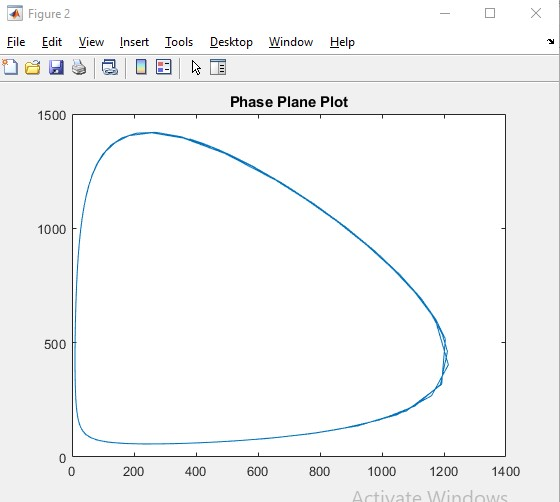 Figure 2
File Edit View Insert Tools Desktop Window Help
Phase Plane Plot
1500
1000
500
0
0 200 400 600 800 1000 1200 1400
Activate Windows